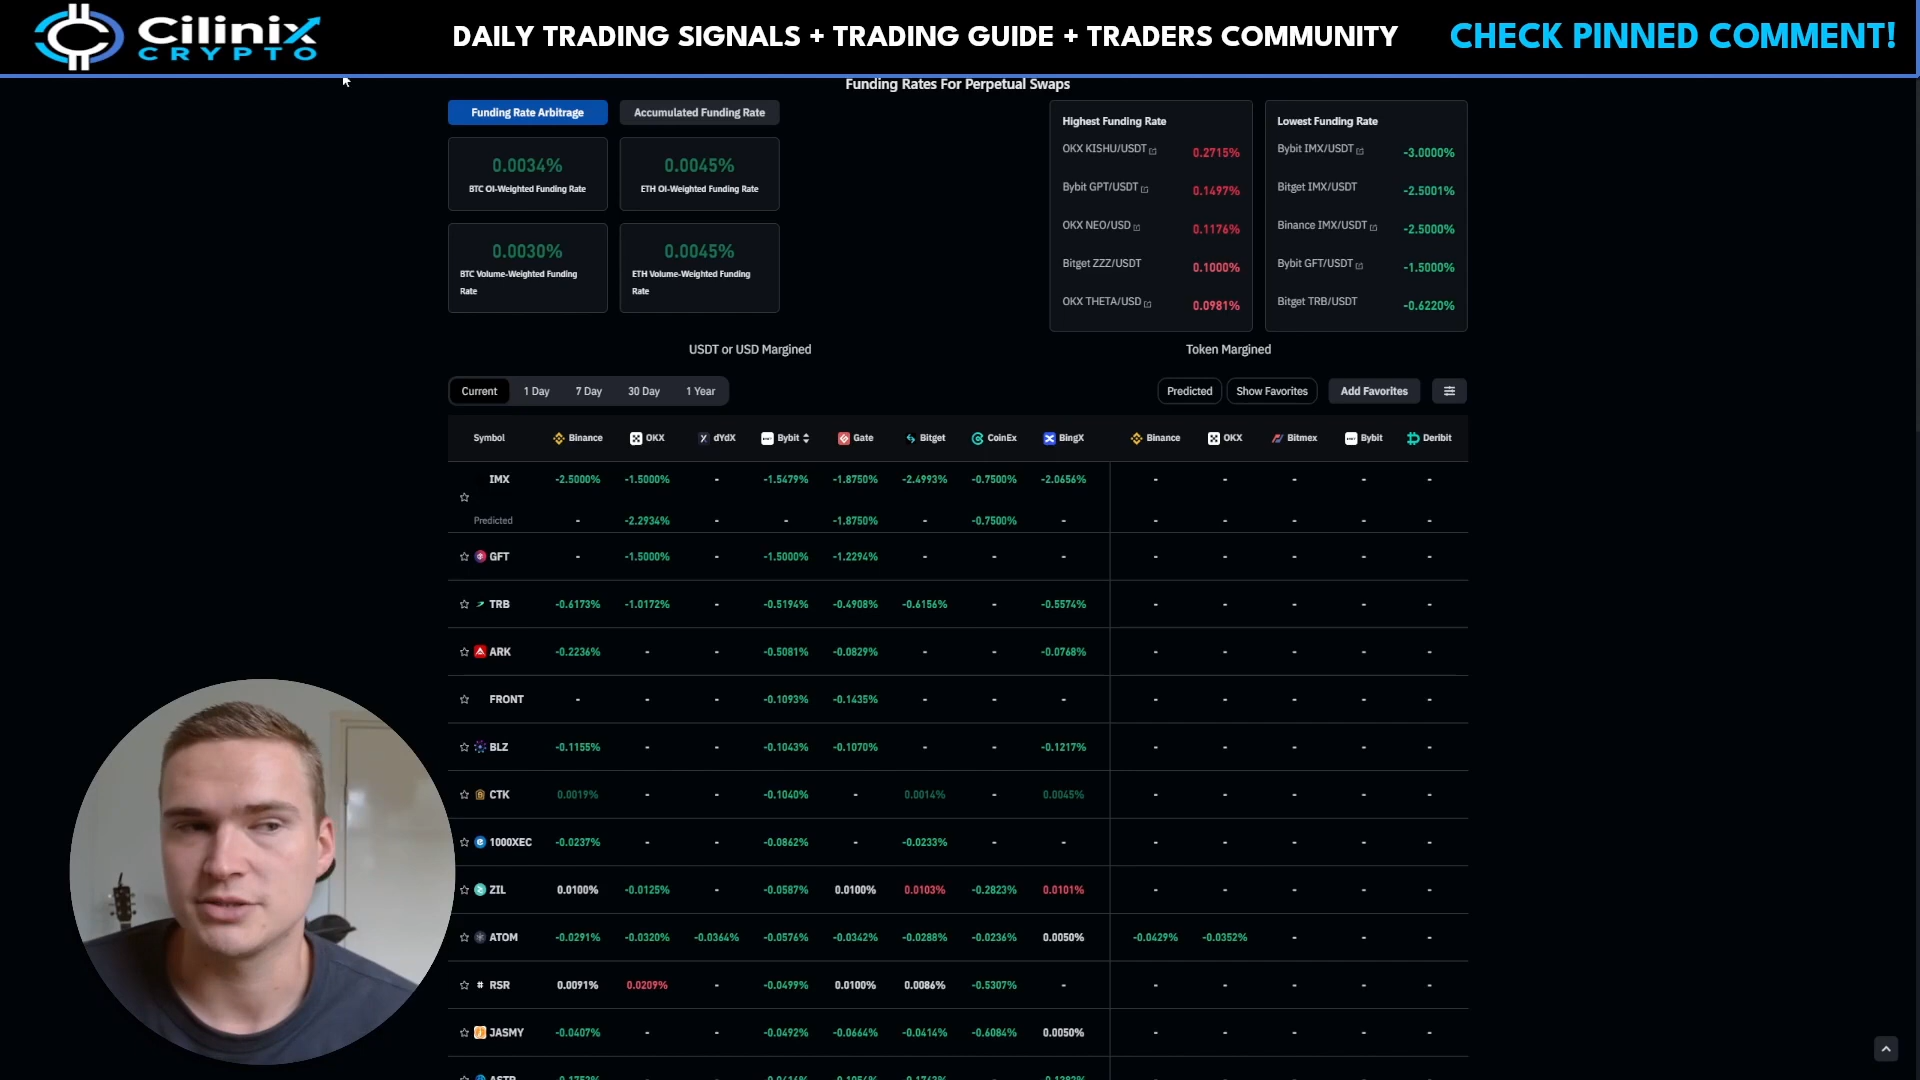 Cilinix CRYPTO
DAILY TRADING SIGNALS + TRADING GUIDE + TRADERS COMMUNITY CHECK PINNED COMMENT!
Funding Rates For Perpetual Swaps
Funding Rate Arbitrage Accumulated Funding Rate
0.0034%
BTC OI-Weighted Funding Rate
0.0045%
ETH OI-Weighted Funding Rate
0.0030%
BTC Volume-Weighted Funding
Rate
0.0045%
ETH Volume-Weighted Funding
Rate
Highest Funding Rate
OKX KISHU/USDT 0.2715%
Bybit GPT/USDT 0.1497%
OKX NEO/USD 0.1176%
Bitget ZZZ/USDT 0.1000%
OKX THETA/USD 0.0981%
Lowest Funding Rate
Bybit IMX/USDT -3.0000%
Bitget IMX/USDT -2.5001%
Binance IMX/USDT -2.5000%
Bybit GFT/USDT -1.5000%
Bitget TRB/USDT -0.6220%
USDT or USD Margined Token Margined
Current 1 Day 7 Day 30 Day 1 Year Predicted Show Favorites Add Favorites
Symbol Binance OKX dYdX Bybit Gate Bitget CoinEx BingX Binance OKX Bitmex Bybit Deribit
IMX -2.5000% -1.5000% - -1.5479% -1.8750% -2.4993% -0.7500% -2.0656% - - - - -
Predicted - -2.2934% - - -1.8750% - -0.7500% - - - - - -
GFT - -1.5000% - -1.5000% -1.2294% - - - - - - - -
TRB -0.6173% -1.0172% - -0.5194% -0.4908% -0.6156% - -0.5574% - - - - -
ARK -0.2236% - - -0.5081% -0.0829% - - -0.0768% - - - - -
FRONT - - - -0.1093% -0.1435% - - - - - - - -
BLZ -0.1155% - - -0.1043% -0.1070% - - -0.1217% - - - - -
CTK 0.0019% - - -0.1040% - 0.0014% - 0.0045% - - - - -
1000XEC -0.0237% - - -0.0862% - -0.0233% - - - - - - -
ZIL 0.0100% -0.0125% - -0.0587% 0.0100% 0.0103% -0.2823% 0.0101% - - - - -
ATOM -0.0291% -0.0320% -0.0364% -0.0576% -0.0342% -0.0288% -0.0236% 0.0050% -0.0429% -0.0352% - - -
RSR 0.0091% 0.0209% - -0.0499% 0.0100% 0.0086% -0.5307% - - - - - -
JASMY -0.0407% - - -0.0492% -0.0664% -0.0414% -0.6084% 0.0050% - - - - -